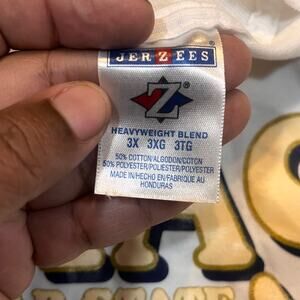 JERZEES
Z
HEAVYWEIGHT BLEND
3X 3XG 3TG
50% COTTON/ALGODON/COTON
50% POLYESTER/POLIESTER/POLYESTER
MADE IN/HECHO EN/FABRIQUE AU
HONDURAS